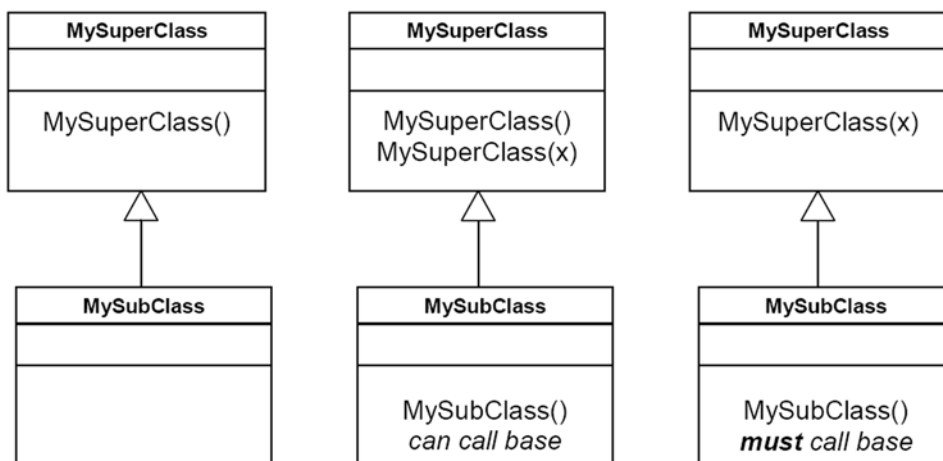 MySuperClass
MySuperClass()
MySubClass
MySuperClass
MySuperClass()
MySuperClass(x)
MySubClass
MySubClass()
can call base
MySuperClass
MySuperClass(x)
MySubClass
MySubClass()
must call base